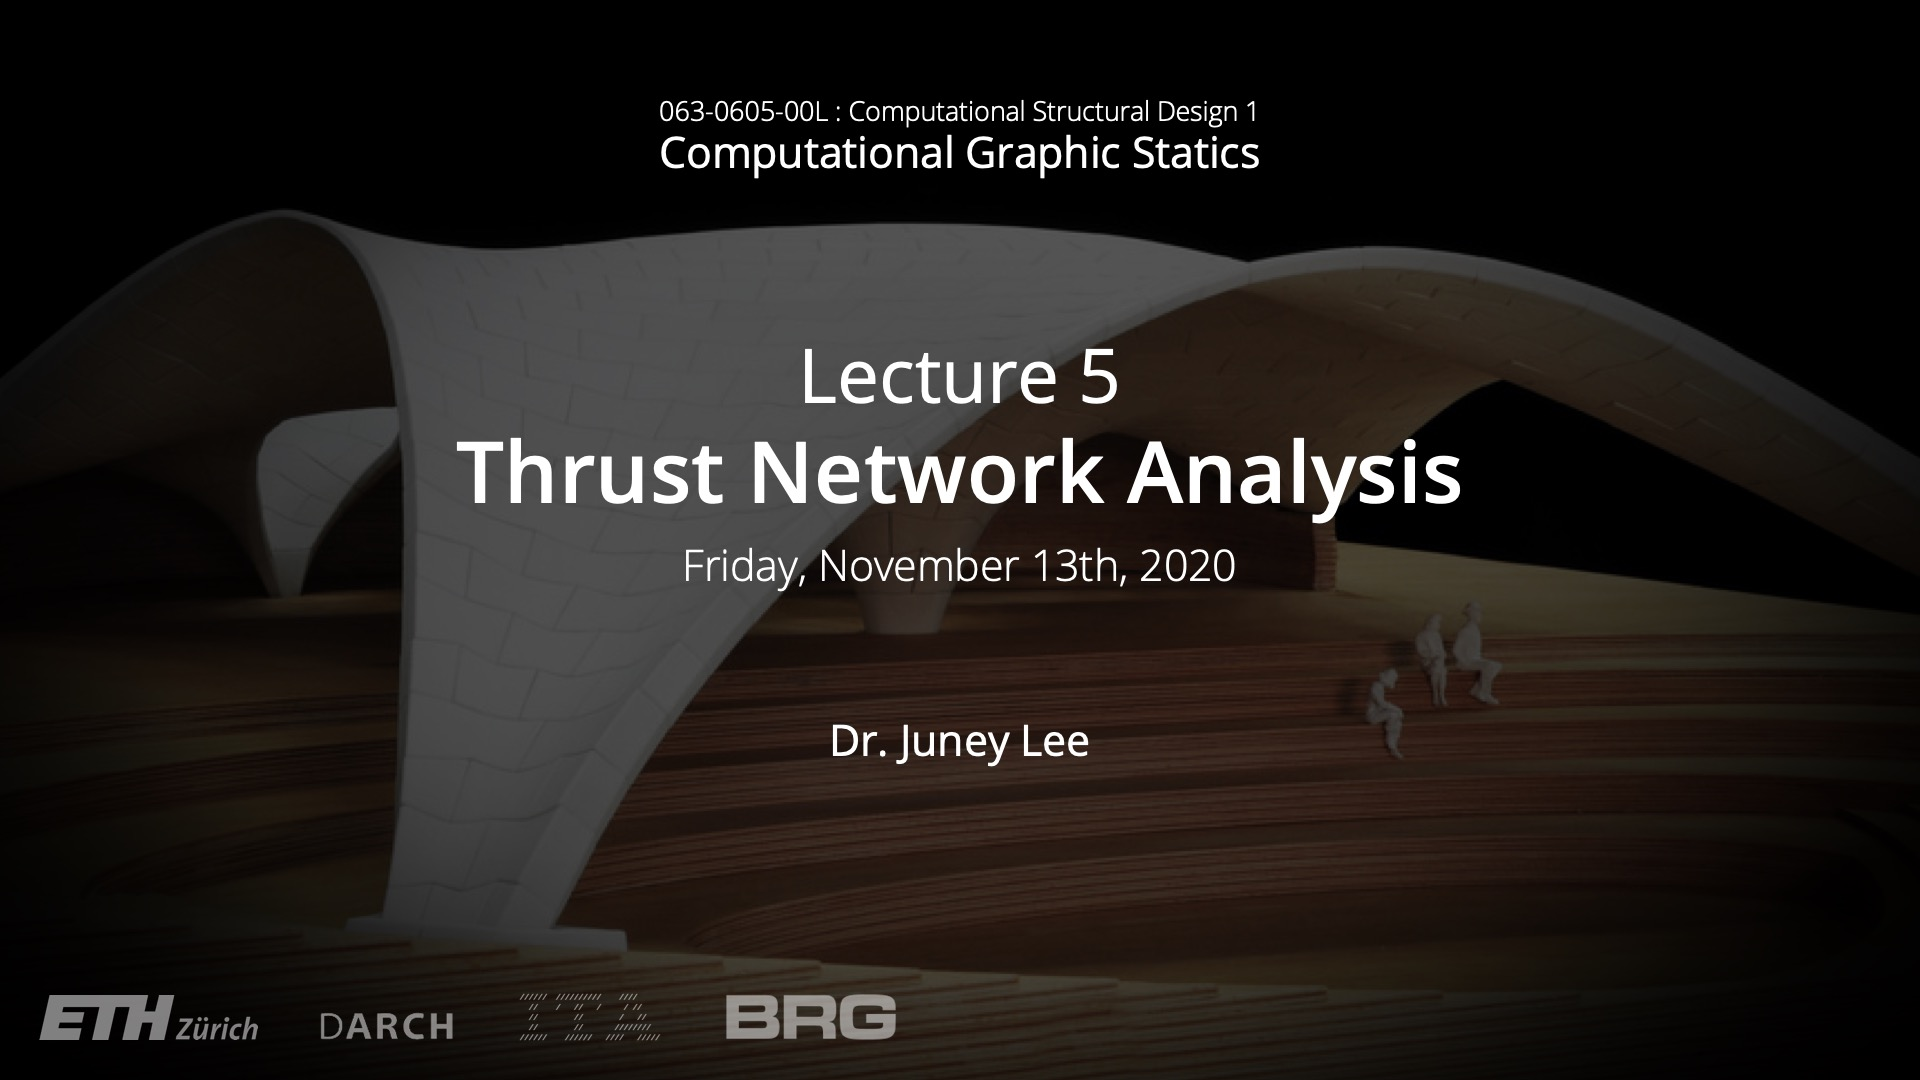 063-0605-00L : Computational Structural Design 1
Computational Graphic Statics
Lecture 5
Thrust Network Analysis
Friday, November 13th, 2020
Dr. Juney Lee
ETH Zürich DARCH ITA BRG